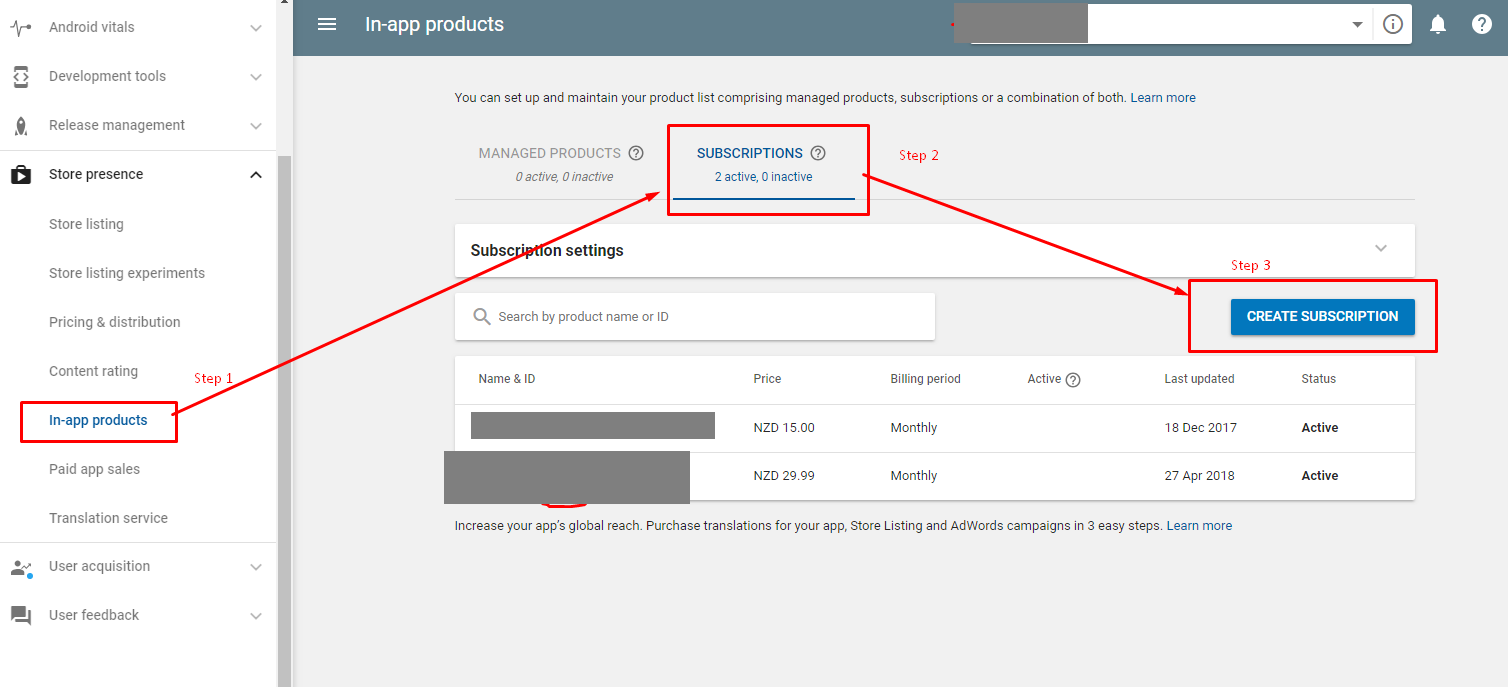 Android vitals
Development tools
Release management
Store presence
Store listing
Store listing experiments
Pricing & distribution
Content rating
Step 1
In-app products
Paid app sales
Translation service
User acquisition
User feedback
In-app products
You can set up and maintain your product list comprising managed products, subscriptions or a combination of both. Learn more
MANAGED PRODUCTS
0 active, 0 inactive
SUBSCRIPTIONS
2 active, 0 inactive
Step 2
Subscription settings
Step 3
Search by product name or ID
CREATE SUBSCRIPTION
Name & ID Price Billing period Active Last updated Status
NZD 15.00 Monthly 18 Dec 2017 Active
NZD 29.99 Monthly 27 Apr 2018 Active
Increase your app's global reach. Purchase translations for your app, Store Listing and AdWords campaigns in 3 easy steps. Learn more